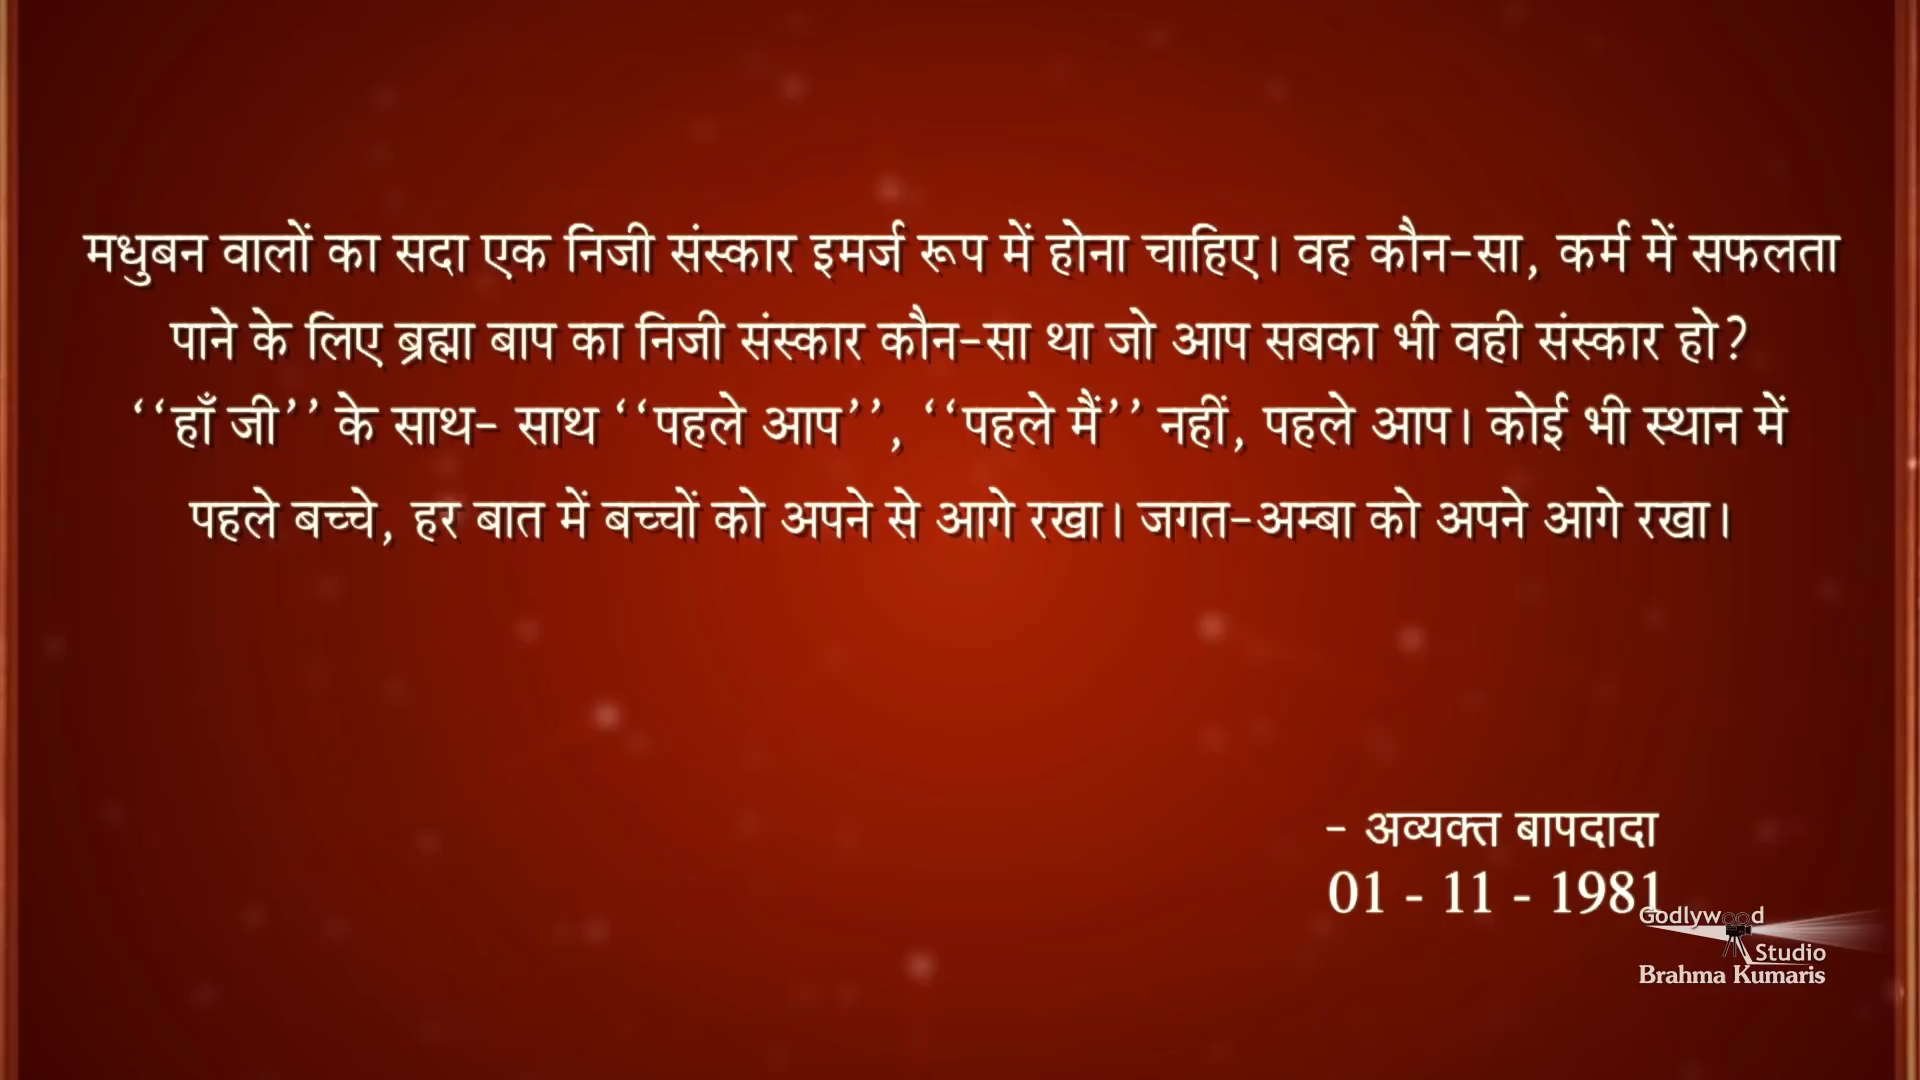 मधुबन वालों का सदा एक निजी संस्कार इमर्ज रूप में होना चाहिए। वह कौन-सा, कर्म में सफलता
पाने के लिए ब्रह्मा बाप का निजी संस्कार कौन-सा था जो आप सबका भी वही संस्कार हो?
‘‘हाँ जी’’ के साथ- साथ ‘‘पहले आप’’, ‘‘पहले मैं’’ नहीं, पहले आप। कोई भी स्थान में
पहले बच्चे, हर बात में बच्चों को अपने से आगे रखा। जगत-अम्बा को अपने आगे रखा।
- अव्यक्त बापदादा
01 - 11 - 1981
Godlywood
Studio
Brahma Kumaris